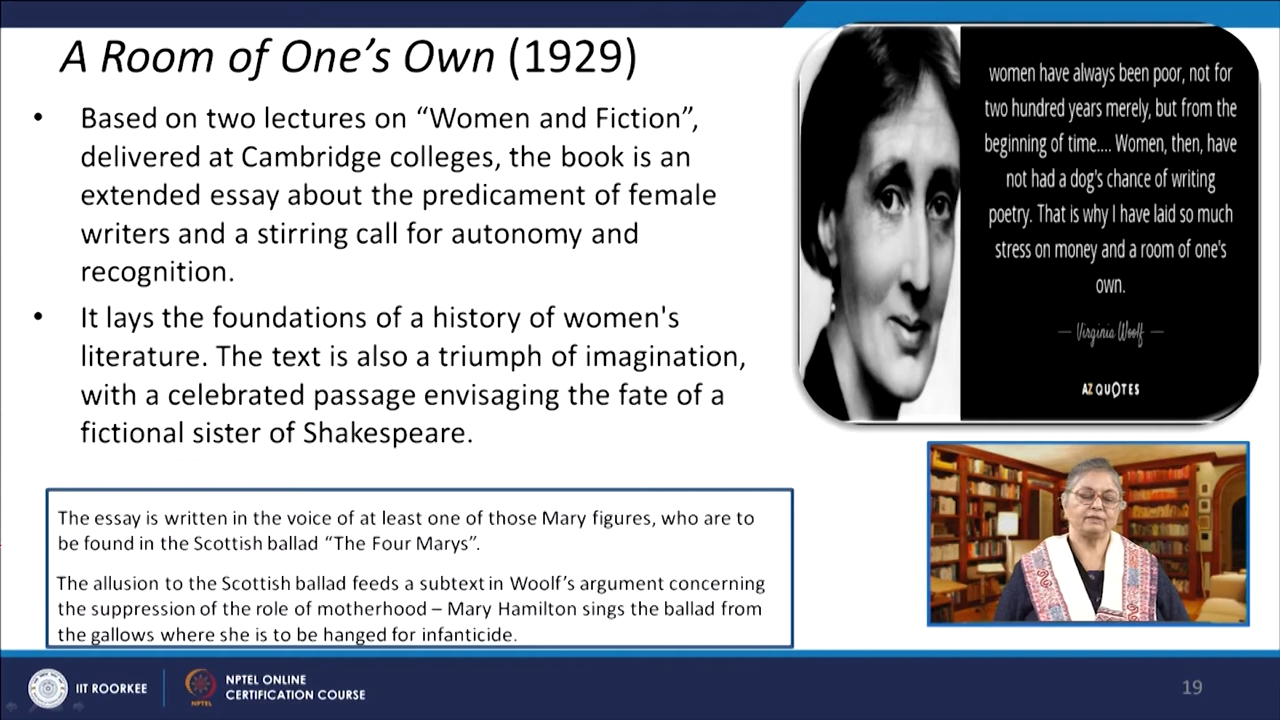 A Room of One's Own (1929)
• Based on two lectures on “Women and Fiction”,
delivered at Cambridge colleges, the book is an
extended essay about the predicament of female
writers and a stirring call for autonomy and
recognition.
• It lays the foundations of a history of women's
literature. The text is also a triumph of imagination,
with a celebrated passage envisaging the fate of a
fictional sister of Shakespeare.
women have always been poor, not for
two hundred years merely, but from the
beginning of time.... Women, then, have
not had a dog's chance of writing
poetry. That is why I have laid so much
stress on money and a room of one's
own.
— Virginia Woolf —
AZ QUOTES
The essay is written in the voice of at least one of those Mary figures, who are to
be found in the Scottish ballad “The Four Marys”.
The allusion to the Scottish ballad feeds a subtext in Woolf’s argument concerning
the suppression of the role of motherhood – Mary Hamilton sings the ballad from
the gallows where she is to be hanged for infanticide.
IIT ROORKEE
NPTEL
NPTEL ONLINE
CERTIFICATION COURSE
19